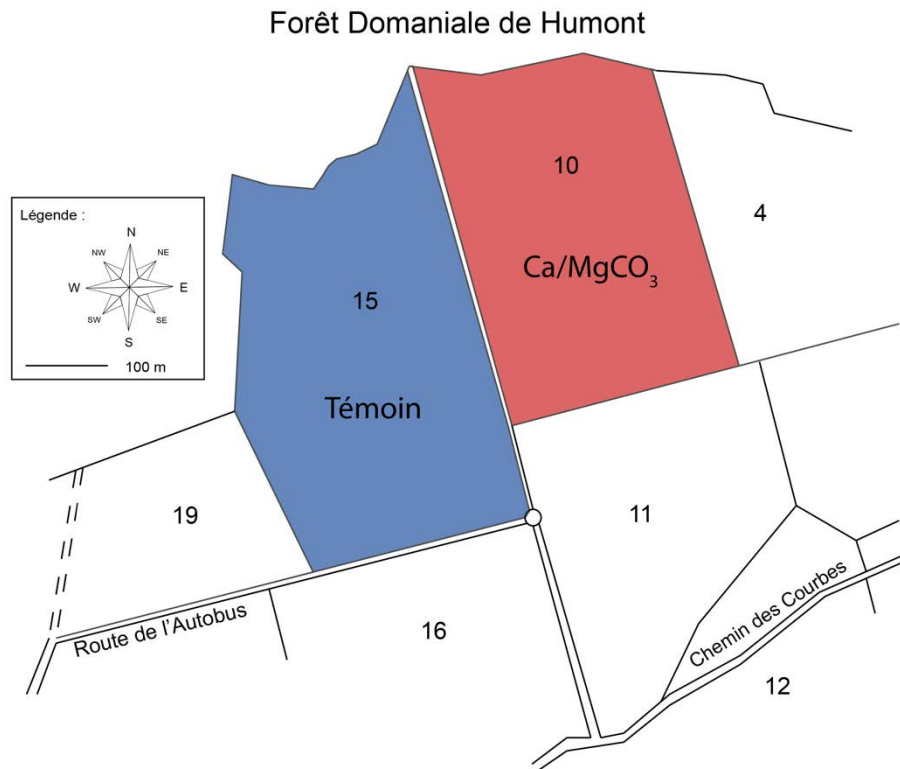 Forêt Domaniale de Humont
10
4
Légende :
N
NW
NE
W
E
SW
SE
S
100 m
Ca/MgCO₃
15
Témoin
19
11
Route de l'Autobus
16
Chemin des Courbes
12